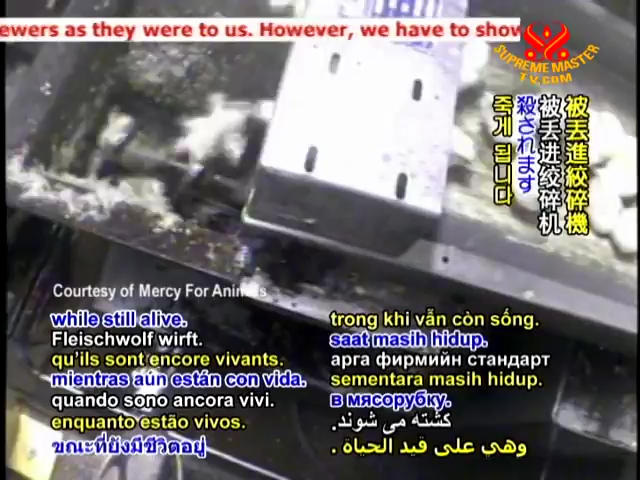 ewers as they were to us. However, we have to show
SUPREME MASTER
TV.COM
被丟進絞碎機
被丢进绞碎机
殺されます
죽게 됩니다
Courtesy of Mercy For Animals
while still alive.
Fleischwolf wirft.
qu'ils sont encore vivants.
mientras aún están con vida.
quando sono ancora vivi.
enquanto estão vivos.
ขณะที่ยังมีชีวิตอยู่
trong khi vẫn còn sống.
saat masih hidup.
арга фирмийн стандарт
sementara masih hidup.
в мясорубку.
کشته می شوند.
وهي على قيد الحياة .